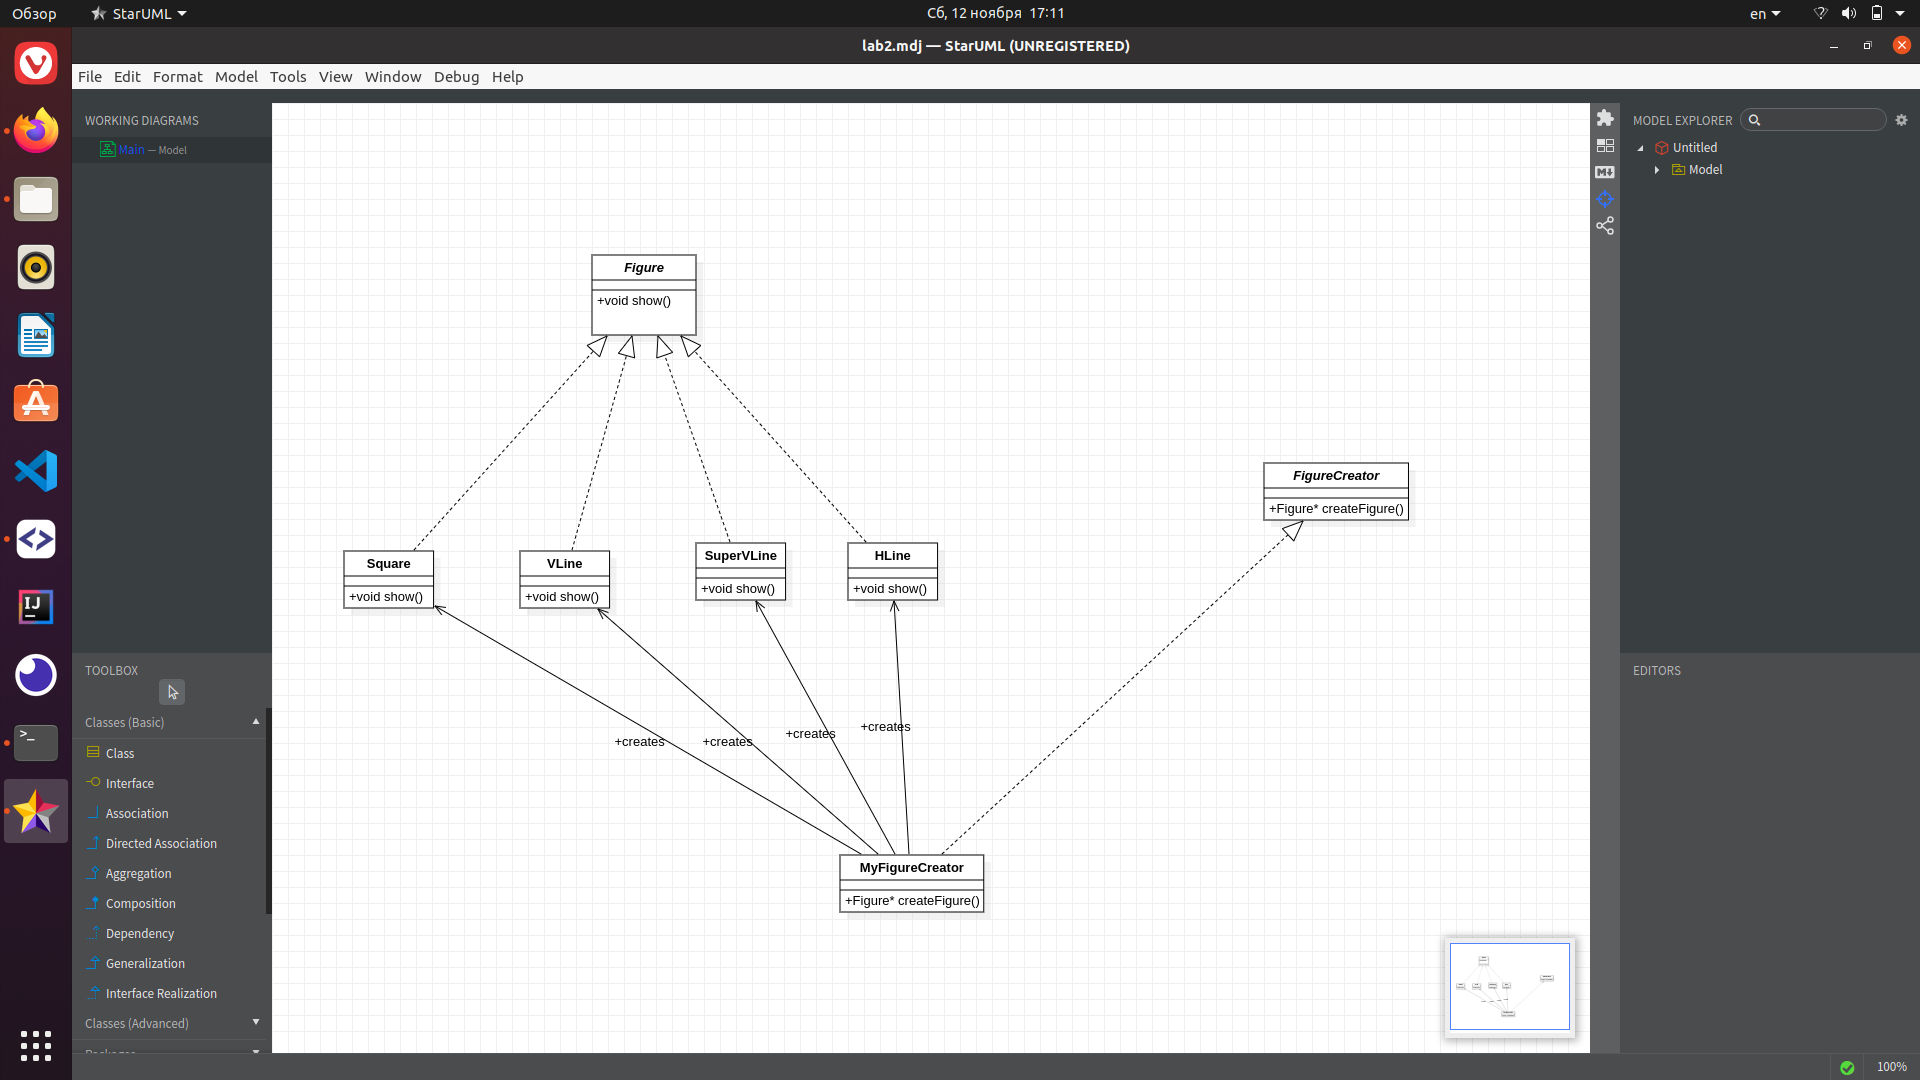 Обзор
StarUML
Сб, 12 ноября 17:11
en
lab2.mdj — StarUML (UNREGISTERED)
File Edit Format Model Tools View Window Debug Help
WORKING DIAGRAMS
Main — Model
MODEL EXPLORER
Untitled
Model
Figure
+void show()
FigureCreator
+Figure* createFigure()
Square
+void show()
VLine
+void show()
SuperVLine
+void show()
HLine
+void show()
+creates
+creates
+creates
+creates
MyFigureCreator
+Figure* createFigure()
TOOLBOX
Classes (Basic)
Class
Interface
Association
Directed Association
Aggregation
Composition
Dependency
Generalization
Interface Realization
Classes (Advanced)
Packages
EDITORS
100%